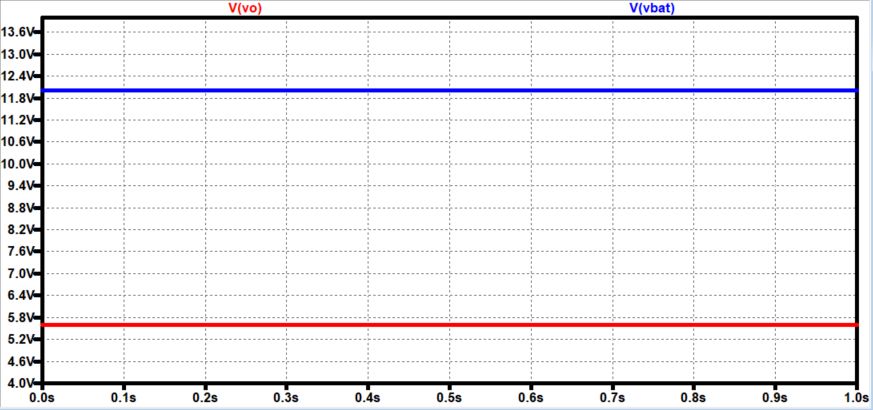 V(vo) V(vbat)
13.6V
13.0V
12.4V
11.8V
11.2V
10.6V
10.0V
9.4V
8.8V
8.2V
7.6V
7.0V
6.4V
5.8V
5.2V
4.6V
4.0V
0.0s 0.1s 0.2s 0.3s 0.4s 0.5s 0.6s 0.7s 0.8s 0.9s 1.0s